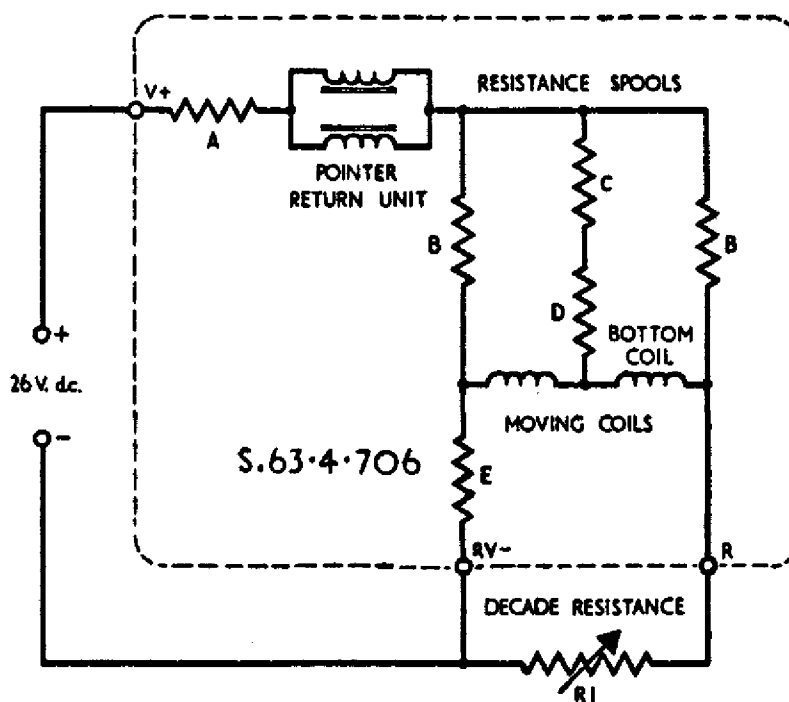 V+
A
POINTER
RETURN UNIT
RESISTANCE SPOOLS
B
C
B
D
BOTTOM
COIL
MOVING COILS
+
26 V. d.c.
-
S.63.4.706
E
RV-
R
DECADE RESISTANCE
R1